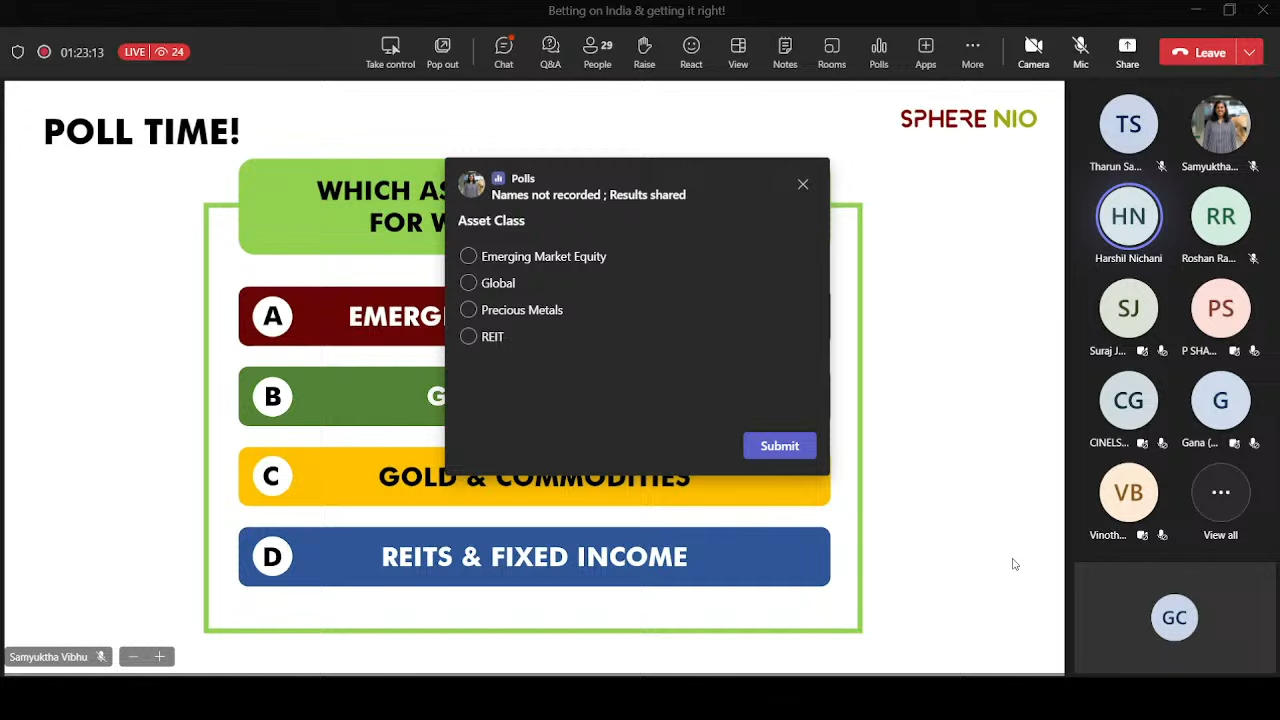 Betting on India & getting it right!
01:23:13
LIVE 24
Take control
Pop out
Chat
Q&A
29
People
Raise
React
View
Notes
Rooms
Polls
Apps
More
Camera
Mic
Share
Leave
POLL TIME!
SPHERE NIO
WHICH AS
FOR W
A EMERGI
B G
C GOLD & COMMODITIES
D REITS & FIXED INCOME
Polls
Names not recorded ; Results shared
Asset Class
Emerging Market Equity
Global
Precious Metals
REIT
Submit
TS
Tharun Sa...
Samyuktha...
HN
Harshil Nichani
RR
Roshan Ra...
SJ
Suraj J...
PS
P SHA...
CG
CINELS...
G
Gana (...
VB
Vinoth...
View all
GC
Samyuktha Vibhu